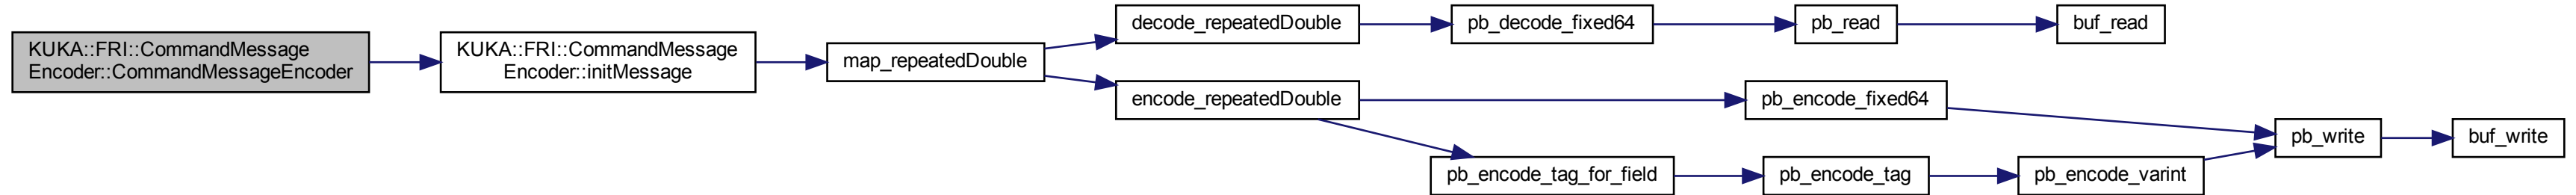 KUKA::FRI::CommandMessage
Encoder::CommandMessageEncoder
KUKA::FRI::CommandMessage
Encoder::initMessage
map_repeatedDouble
decode_repeatedDouble
pb_decode_fixed64
pb_read
buf_read
encode_repeatedDouble
pb_encode_fixed64
pb_write
buf_write
pb_encode_tag_for_field
pb_encode_tag
pb_encode_varint